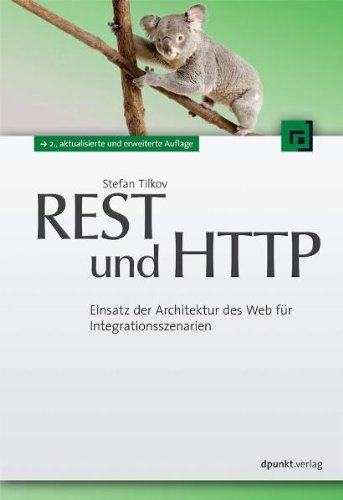 → 2., aktualisierte und erweiterte Auflage
Stefan Tilkov
REST
und HTTP
Einsatz der Architektur des Web für
Integrationsszenarien
dpunkt.verlag